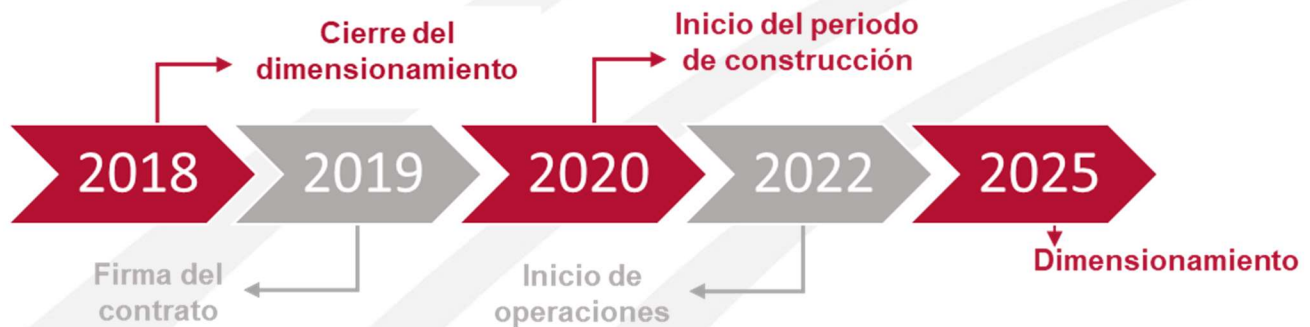 Cierre del
dimensionamiento
Inicio del periodo
de construcción
2018
2019
2020
2022
2025
Firma del
contrato
Inicio de
operaciones
Dimensionamiento